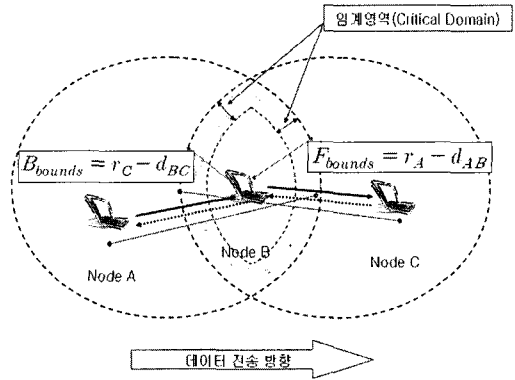 임계영역(Critical Domain)
B_bounds = r_C − d_BC
F_bounds = r_A − d_AB
Node A
Node B
Node C
데이터 전송 방향